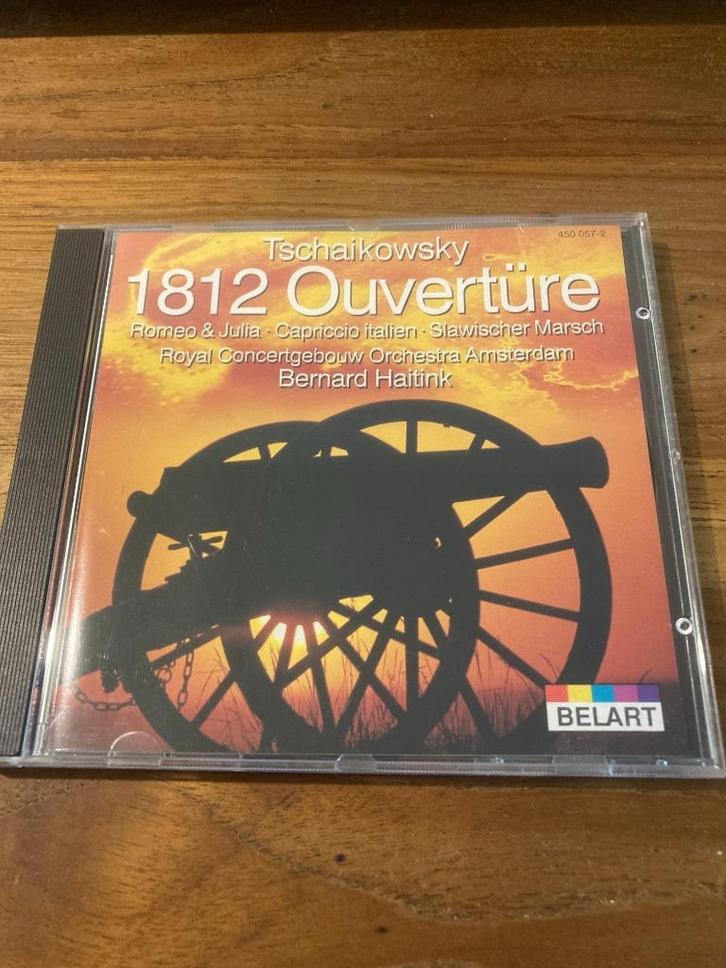 450 057-2
Tschaikowsky
1812 Ouvertüre
Romeo & Julia · Capriccio italien · Slawischer Marsch
Royal Concertgebouw Orchestra Amsterdam
Bernard Haitink
BELART